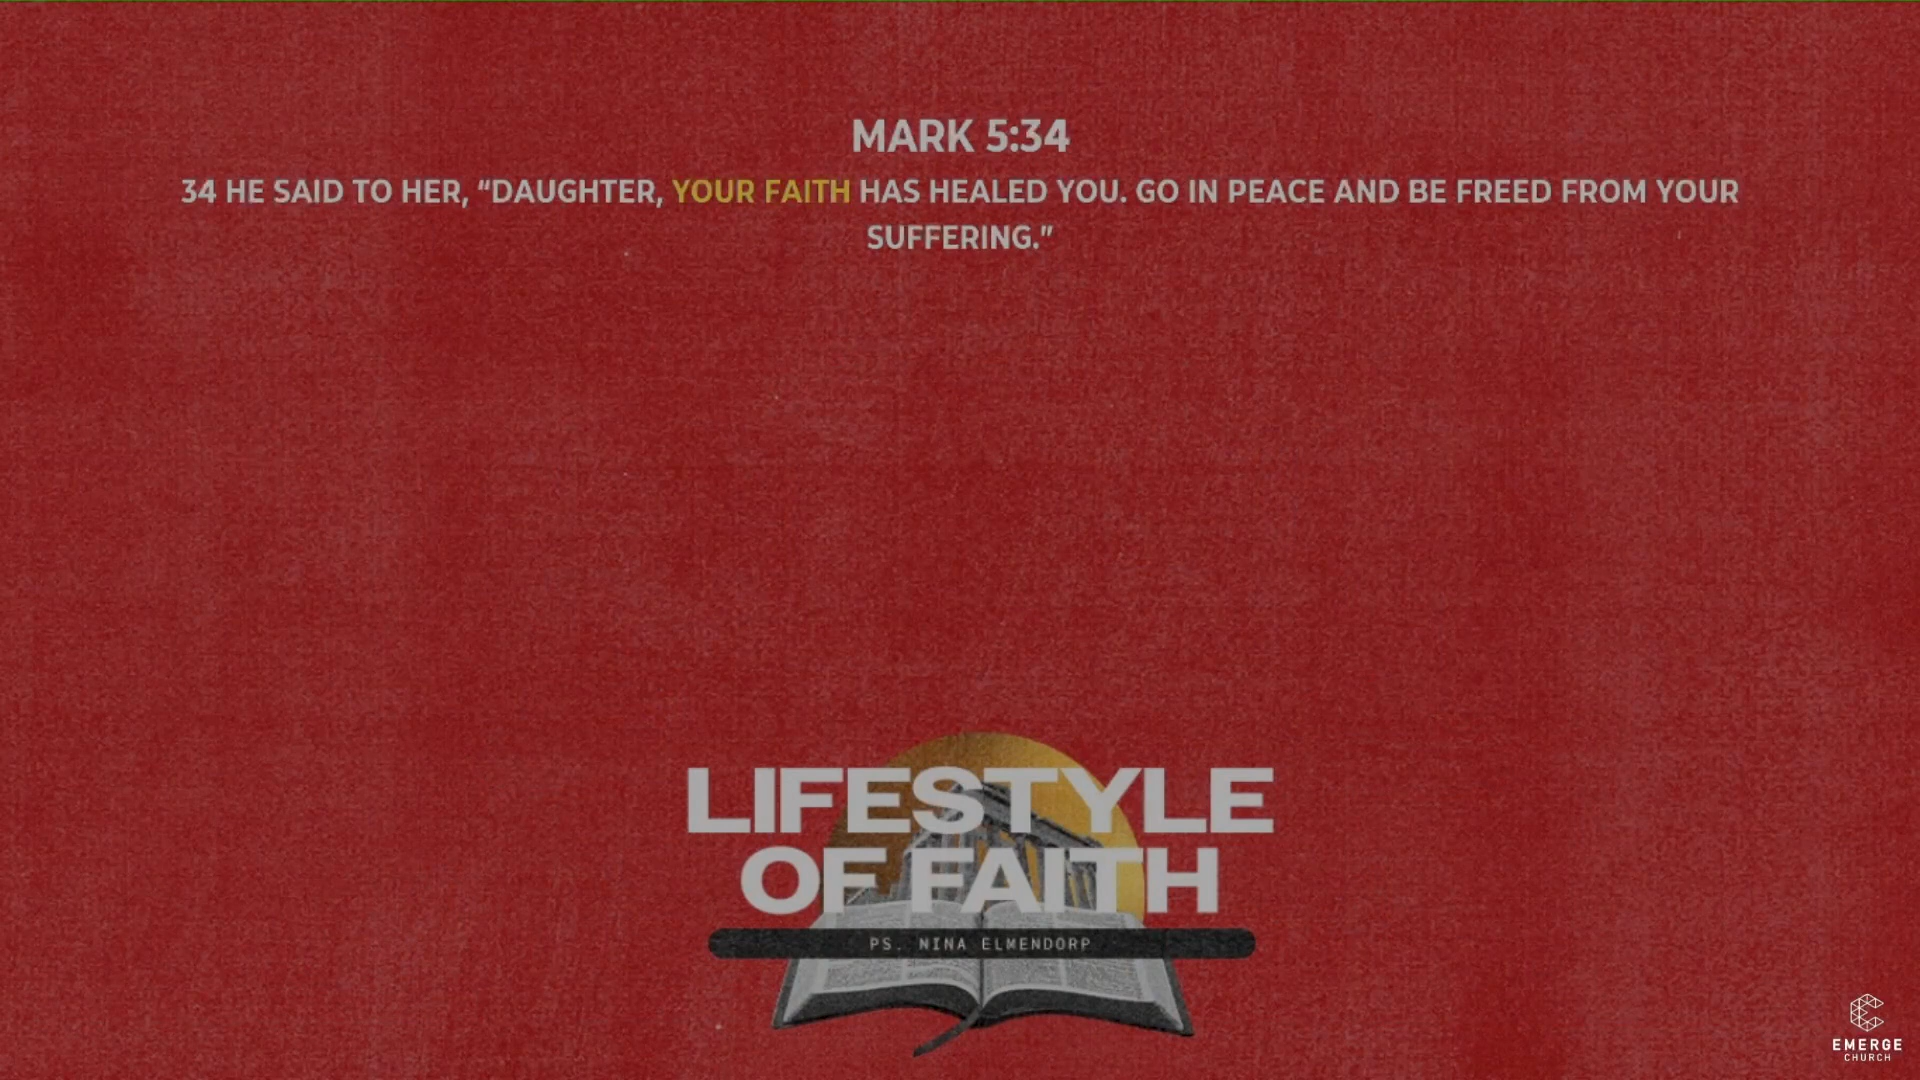 MARK 5:34
34 HE SAID TO HER, “DAUGHTER, YOUR FAITH HAS HEALED YOU. GO IN PEACE AND BE FREED FROM YOUR
SUFFERING.”
LIFESTYLE
OF FAITH
PS. NINA ELMENDORP
EMERGE
CHURCH